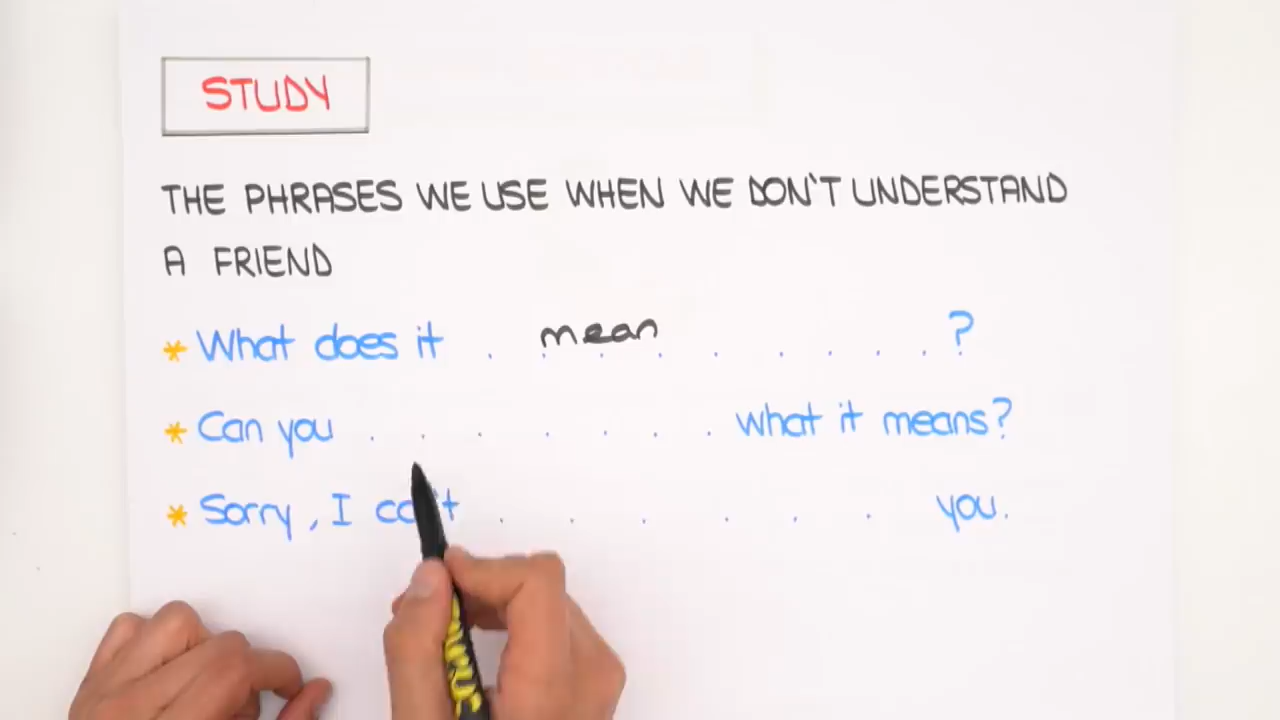 STUDY
THE PHRASES WE USE WHEN WE DON'T UNDERSTAND
A FRIEND
* What does it . . mean . . . . . . . ?
* Can you . . . . . . . what it means?
* Sorry, I . . . . . . you.